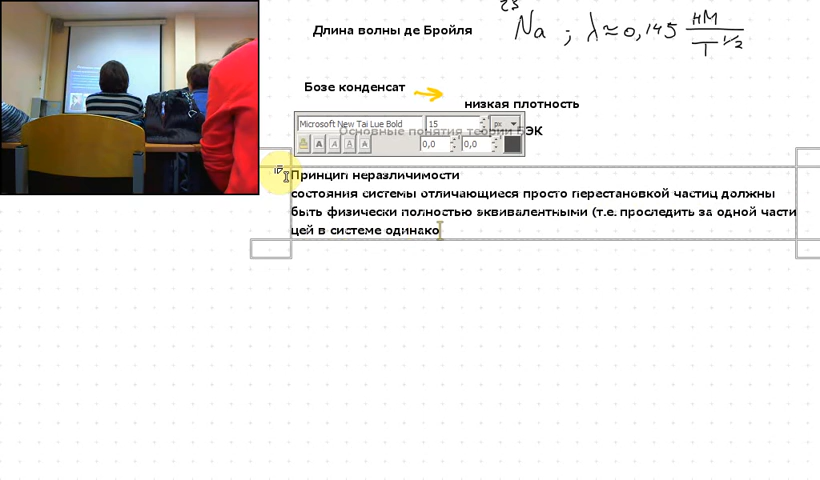 Длина волны де Бройля
23
Na ; λ≈0,145 нМ
T^1/2
Бозе конденсат
низкая плотность
Microsoft New Tai Lue Bold 15 px
Основные понятия теории БЭК
A A A A 0,0 0,0
Принцип неразличимости
состояния системы отличающиеся просто перестановкой частиц должны
быть физически полностью эквивалентными (т.е. проследить за одной части
цей в системе одинако